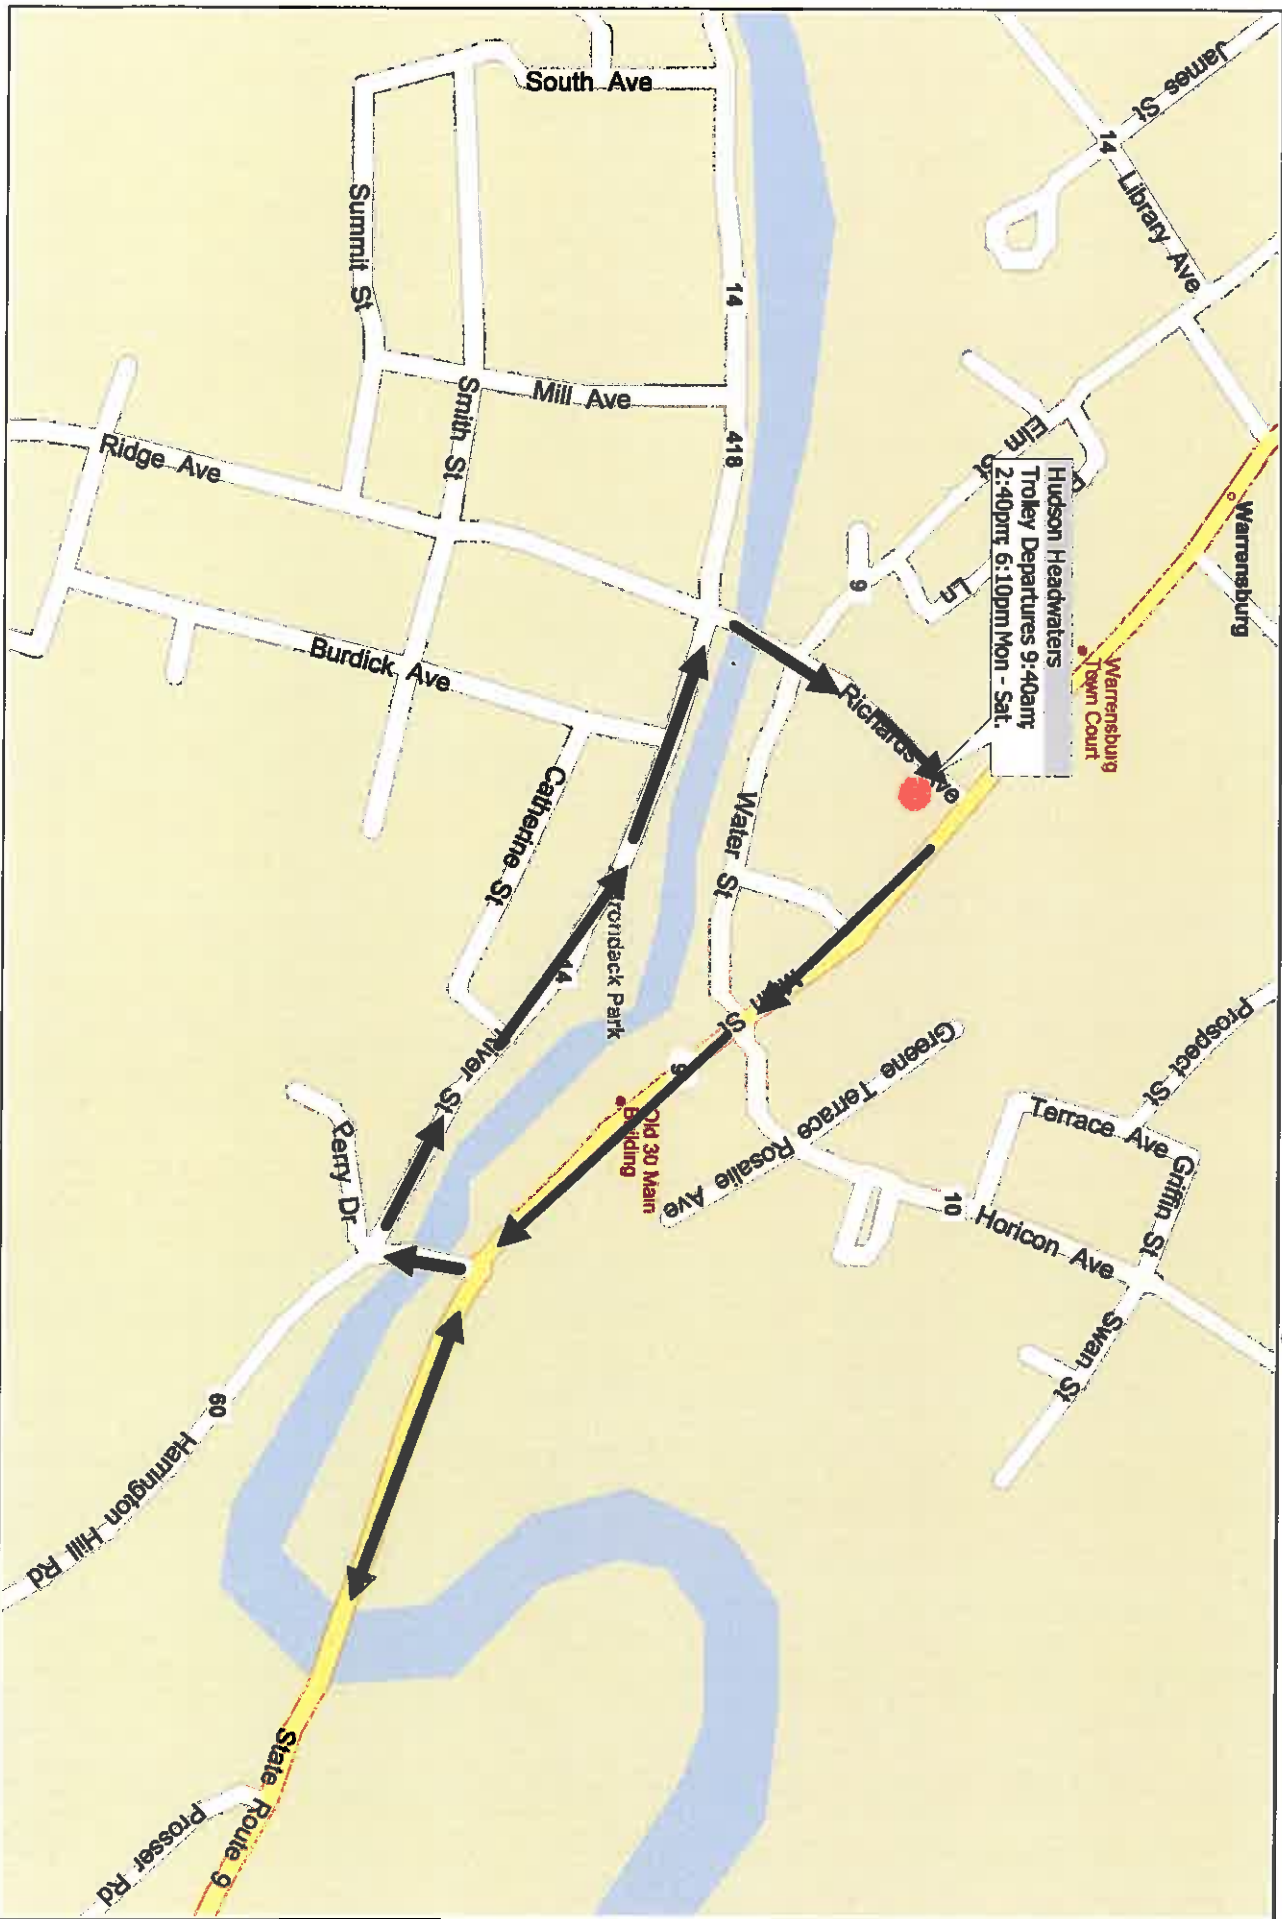 Hudson Headwaters
Trolley Departures 9:40am;
2:40pm; 6:10pm Mon - Sat.
Warrensburg
Warrensburg
Town Court
James St
14
Library Ave
Elm St
Ln
9
Richards Ave
South Ave
Summit St
14
Mill Ave
Smith St
418
Ridge Ave
Burdick Ave
Catherine St
Water St
Main St
9
Old 30 Main
Building
14
River St
Perry Dr
Greene Terrace Rosalie Ave
Prospect St
Terrace Ave
Griffin St
10
Horicon Ave
Swan St
60
Harrington Hill Rd
State Route 9
Prosser Rd
Park